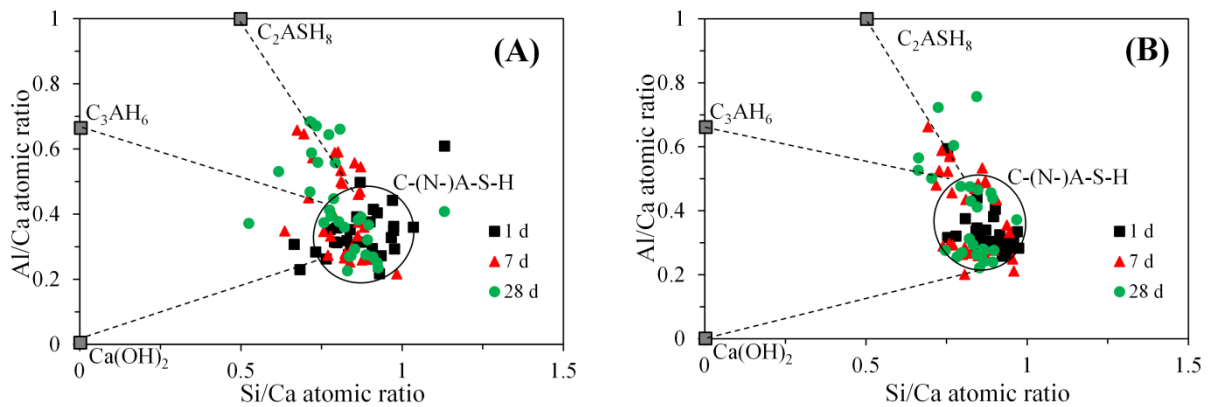 (A)
C₂ASH₈
C₃AH₆
C-(N-)A-S-H
1 d
7 d
28 d
Ca(OH)₂
Al/Ca atomic ratio
0
0.2
0.4
0.6
0.8
1
0
0.5
1
1.5
Si/Ca atomic ratio
(B)
C₂ASH₈
C₃AH₆
C-(N-)A-S-H
1 d
7 d
28 d
Ca(OH)₂
Al/Ca atomic ratio
0
0.2
0.4
0.6
0.8
1
0
0.5
1
1.5
Si/Ca atomic ratio